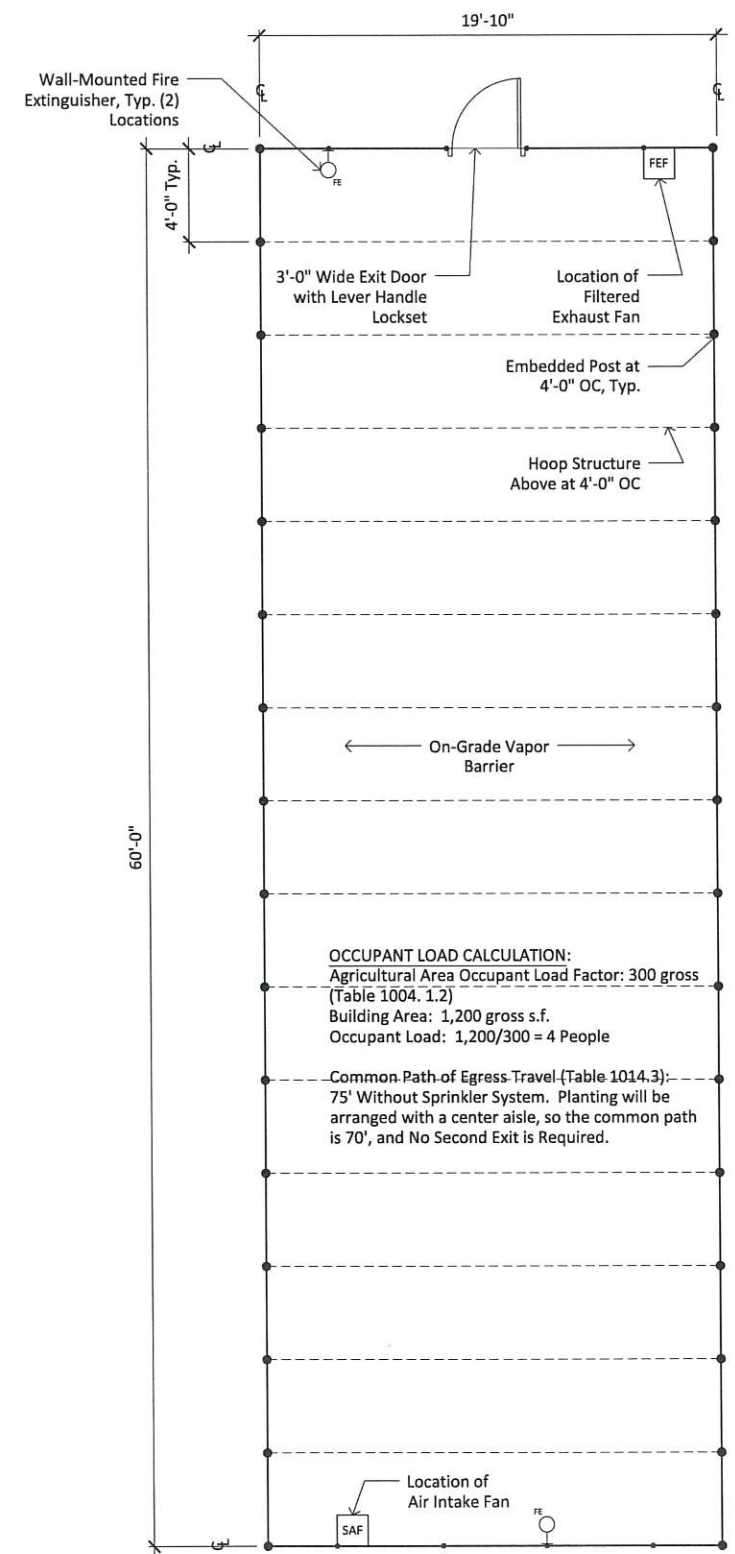 19'-10"
Wall-Mounted Fire
Extinguisher, Typ. (2)
Locations
℄
℄
℄
4'-0" Typ.
FE
FEF
3'-0" Wide Exit Door
with Lever Handle
Lockset
Location of
Filtered
Exhaust Fan
Embedded Post at
4'-0" OC, Typ.
Hoop Structure
Above at 4'-0" OC
On-Grade Vapor
Barrier
60'-0"
OCCUPANT LOAD CALCULATION:
Agricultural Area Occupant Load Factor: 300 gross
(Table 1004. 1.2)
Building Area: 1,200 gross s.f.
Occupant Load: 1,200/300 = 4 People
Common Path of Egress Travel (Table 1014.3):
75' Without Sprinkler System. Planting will be
arranged with a center aisle, so the common path
is 70', and No Second Exit is Required.
Location of
Air Intake Fan
SAF
FE
℄